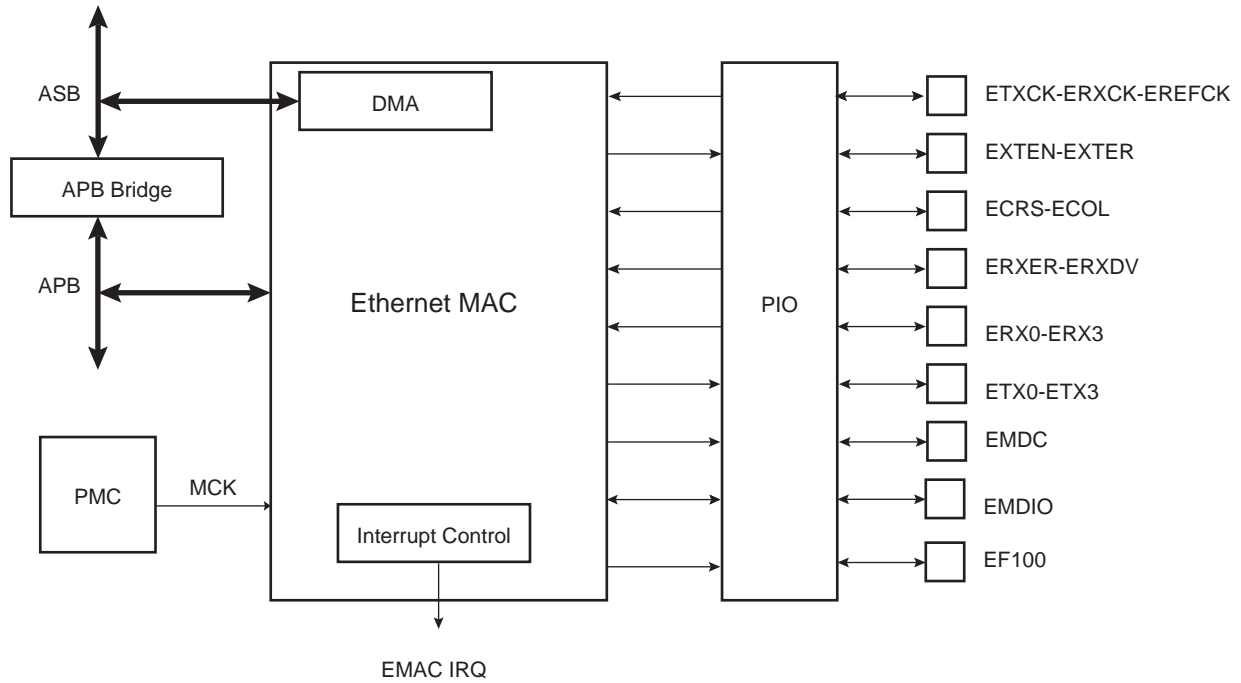 ASB
DMA
ETXCK-ERXCK-EREFCK
EXTEN-EXTER
APB Bridge
ECRS-ECOL
ERXER-ERXDV
APB
Ethernet MAC
PIO
ERX0-ERX3
ETX0-ETX3
EMDC
PMC
MCK
EMDIO
Interrupt Control
EF100
EMAC IRQ